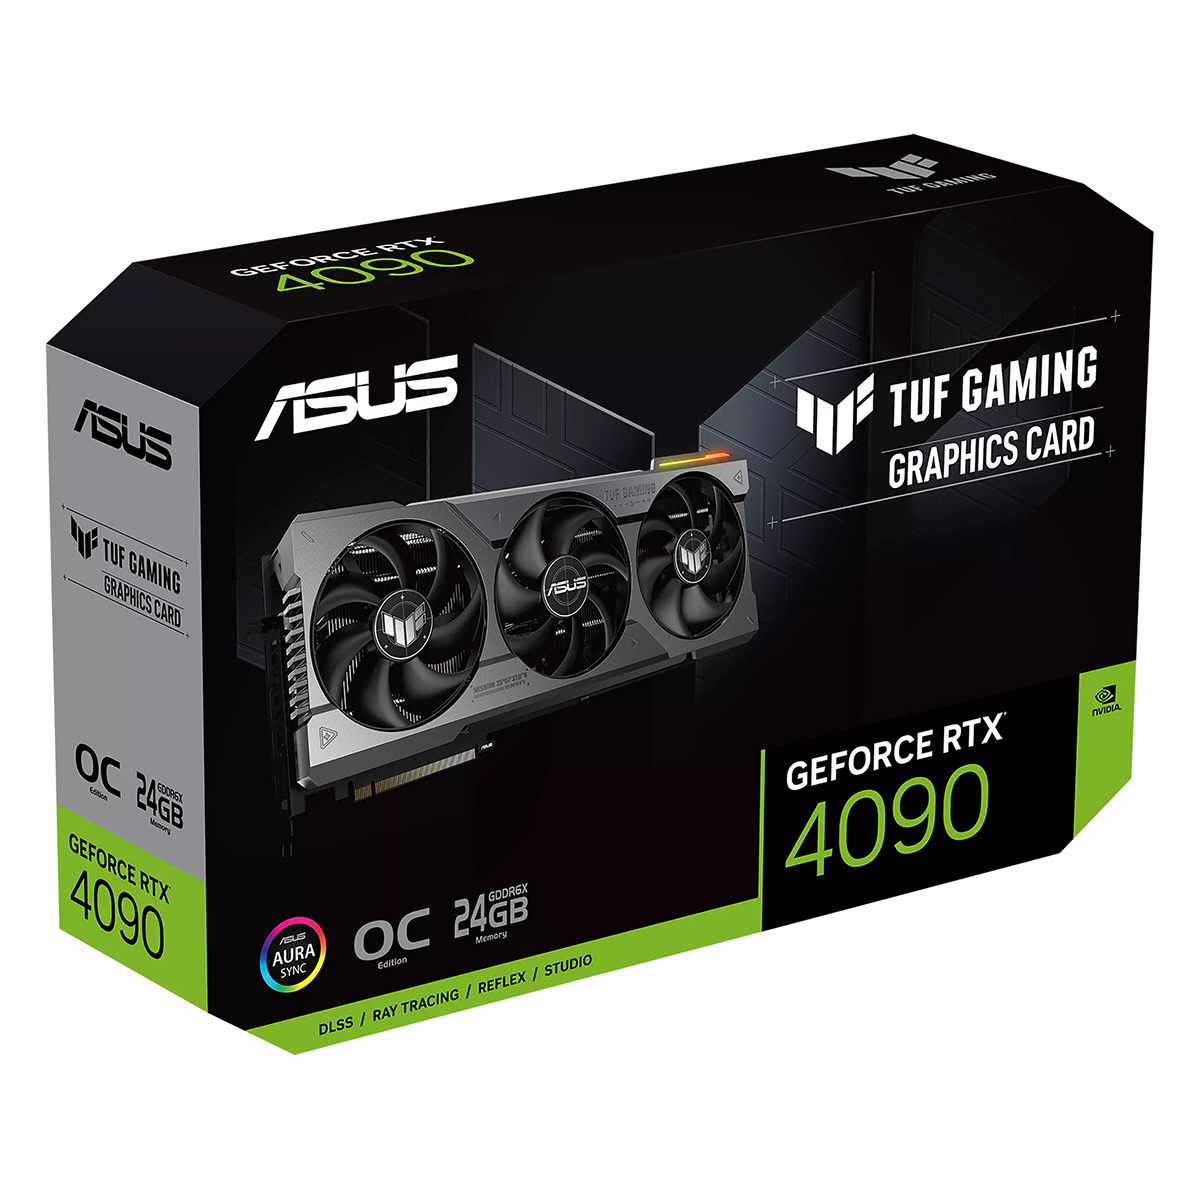 GEFORCE RTX
4090
TUF GAMING
ASUS
TUF GAMING
GRAPHICS CARD
OC
Edition
24GB
GDDR6X
Memory
GEFORCE RTX
4090
ASUS
TUF GAMING
GRAPHICS CARD
TUF GAMING
ASUS
ASUS
NVIDIA.
GEFORCE RTX
4090
ASUS
AURA
SYNC
OC
Edition
24GB
GDDR6X
Memory
DLSS / RAY TRACING / REFLEX / STUDIO